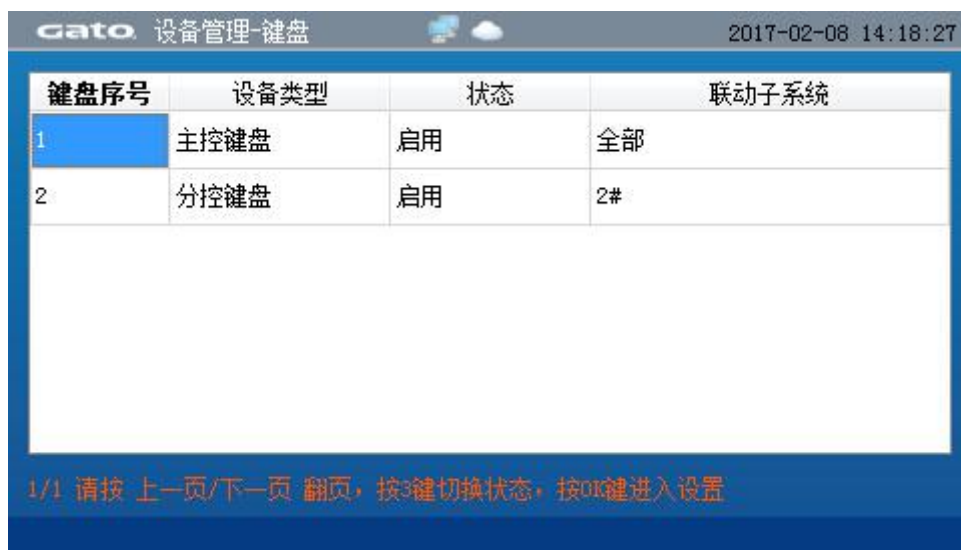 Gato 设备管理-键盘 2017-02-08 14:18:27
键盘序号 设备类型 状态 联动子系统
1 主控键盘 启用 全部
2 分控键盘 启用 2#
1/1 请按 上一页/下一页 翻页，按3键切换状态，按OK键进入设置